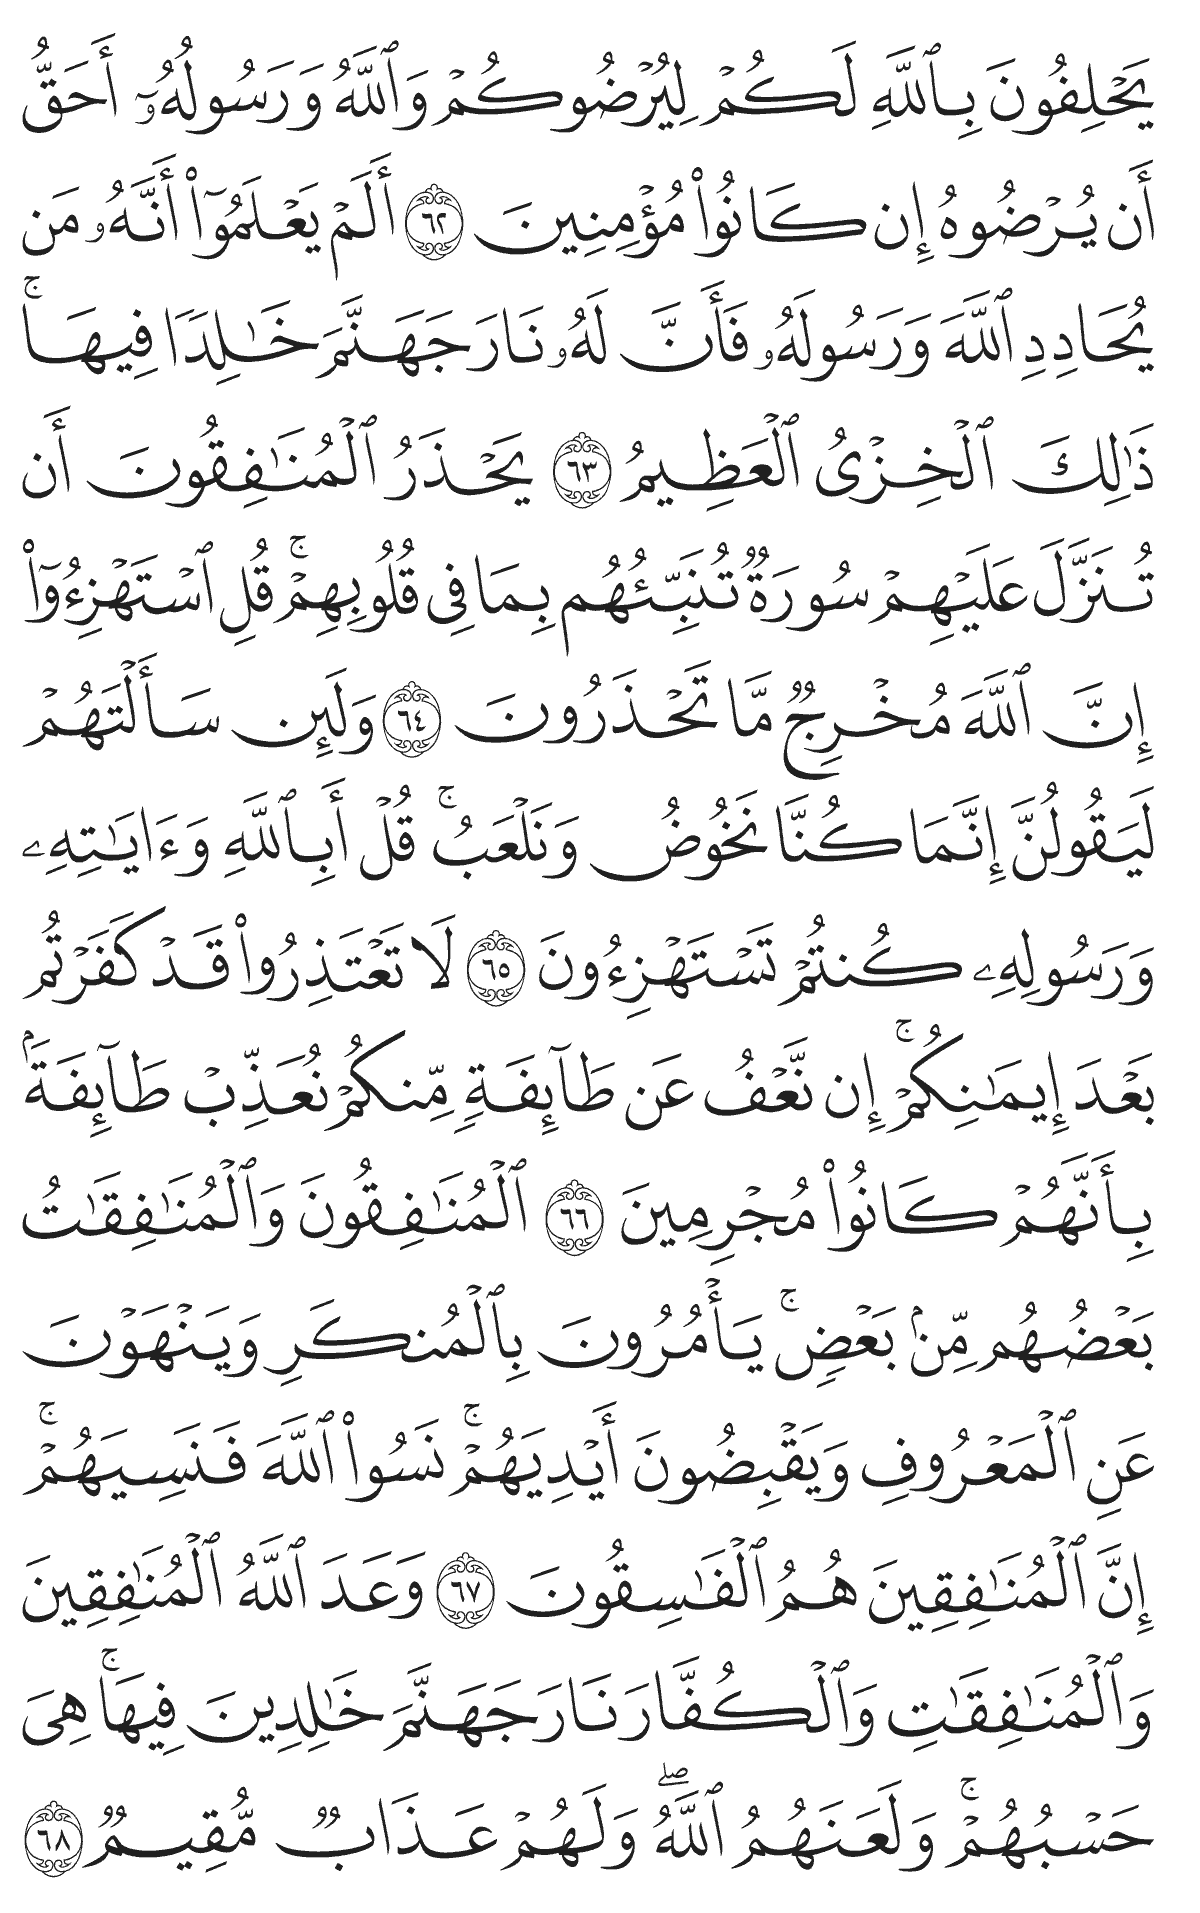 يَحۡلِفُونَ بِٱللَّهِ لَكُمۡ لِيُرۡضُوكُمۡ وَٱللَّهُ وَرَسُولُهُۥٓ أَحَقُّ
أَن يُرۡضُوهُ إِن كَانُواْ مُؤۡمِنِينَ ٦٢ أَلَمۡ يَعۡلَمُوٓاْ أَنَّهُۥ مَن
يُحَادِدِ ٱللَّهَ وَرَسُولَهُۥ فَأَنَّ لَهُۥ نَارَ جَهَنَّمَ خَٰلِدٗا فِيهَاۚ
ذَٰلِكَ ٱلۡخِزۡيُ ٱلۡعَظِيمُ ٦٣ يَحۡذَرُ ٱلۡمُنَٰفِقُونَ أَن
تُنَزَّلَ عَلَيۡهِمۡ سُورَةٞ تُنَبِّئُهُم بِمَا فِي قُلُوبِهِمۡۚ قُلِ ٱسۡتَهۡزِءُوٓاْ
إِنَّ ٱللَّهَ مُخۡرِجٞ مَّا تَحۡذَرُونَ ٦٤ وَلَئِن سَأَلۡتَهُمۡ
لَيَقُولُنَّ إِنَّمَا كُنَّا نَخُوضُ وَنَلۡعَبُۚ قُلۡ أَبِٱللَّهِ وَءَايَٰتِهِۦ
وَرَسُولِهِۦ كُنتُمۡ تَسۡتَهۡزِءُونَ ٦٥ لَا تَعۡتَذِرُواْ قَدۡ كَفَرۡتُم
بَعۡدَ إِيمَٰنِكُمۡۚ إِن نَّعۡفُ عَن طَآئِفَةٖ مِّنكُمۡ نُعَذِّبۡ طَآئِفَةَۢ
بِأَنَّهُمۡ كَانُواْ مُجۡرِمِينَ ٦٦ ٱلۡمُنَٰفِقُونَ وَٱلۡمُنَٰفِقَٰتُ
بَعۡضُهُم مِّنۢ بَعۡضٖۚ يَأۡمُرُونَ بِٱلۡمُنكَرِ وَيَنۡهَوۡنَ
عَنِ ٱلۡمَعۡرُوفِ وَيَقۡبِضُونَ أَيۡدِيَهُمۡۚ نَسُواْ ٱللَّهَ فَنَسِيَهُمۡۚ
إِنَّ ٱلۡمُنَٰفِقِينَ هُمُ ٱلۡفَٰسِقُونَ ٦٧ وَعَدَ ٱللَّهُ ٱلۡمُنَٰفِقِينَ
وَٱلۡمُنَٰفِقَٰتِ وَٱلۡكُفَّارَ نَارَ جَهَنَّمَ خَٰلِدِينَ فِيهَاۚ هِيَ
حَسۡبُهُمۡۚ وَلَعَنَهُمُ ٱللَّهُۖ وَلَهُمۡ عَذَابٞ مُّقِيمٞ ٦٨